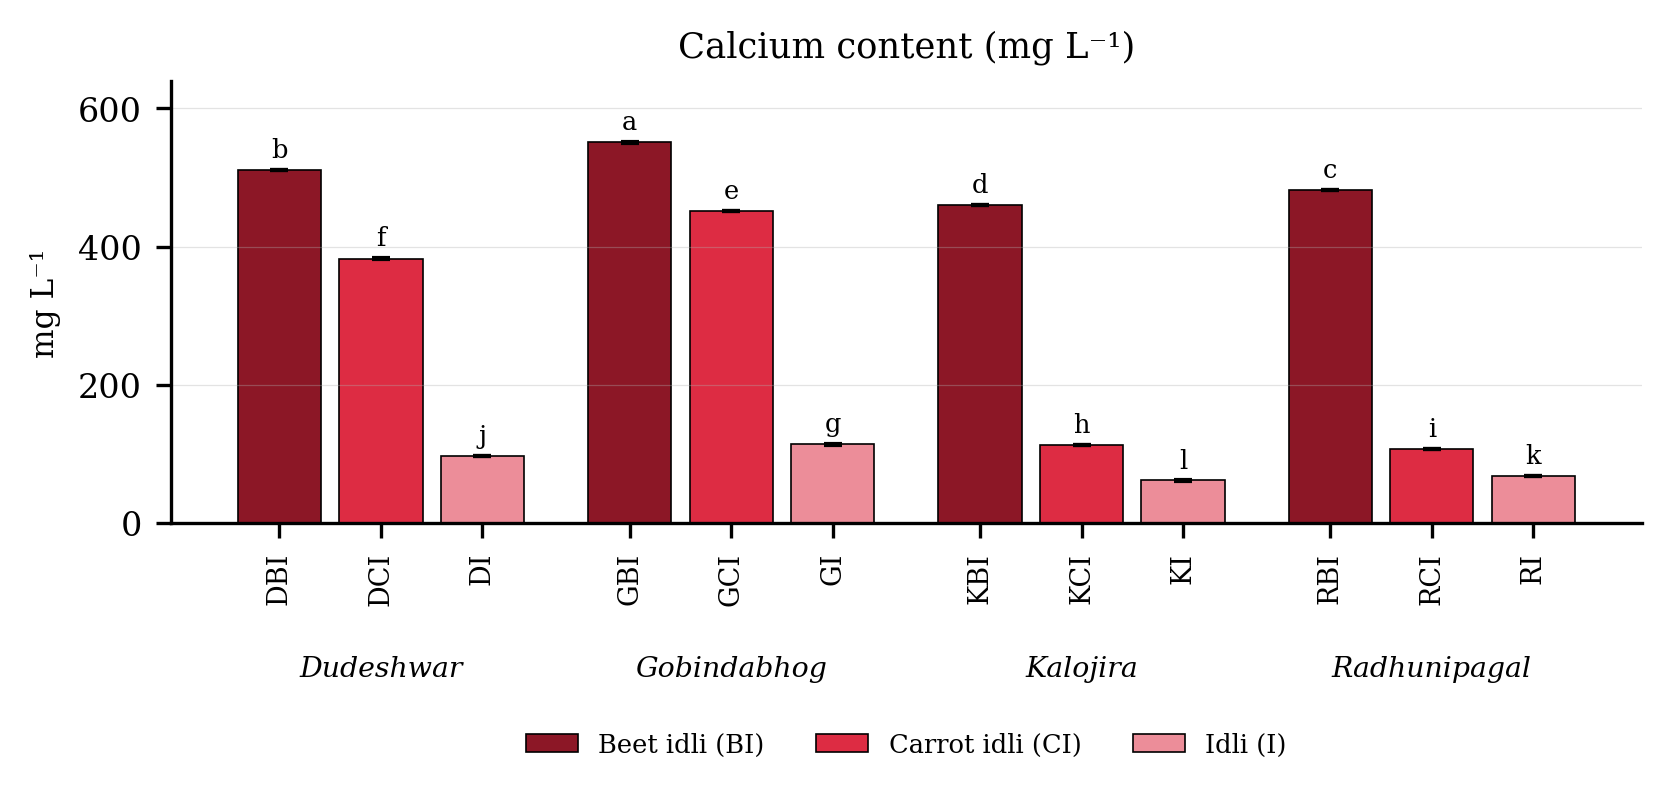 Calcium content (mg L⁻¹)
mg L⁻¹
600
400
200
0
b
f
j
a
e
g
d
h
l
c
i
k
DBI
DCI
DI
GBI
GCI
GI
KBI
KCI
KI
RBI
RCI
RI
Dudeshwar
Gobindabhog
Kalojira
Radhunipagal
Beet idli (BI)
Carrot idli (CI)
Idli (I)